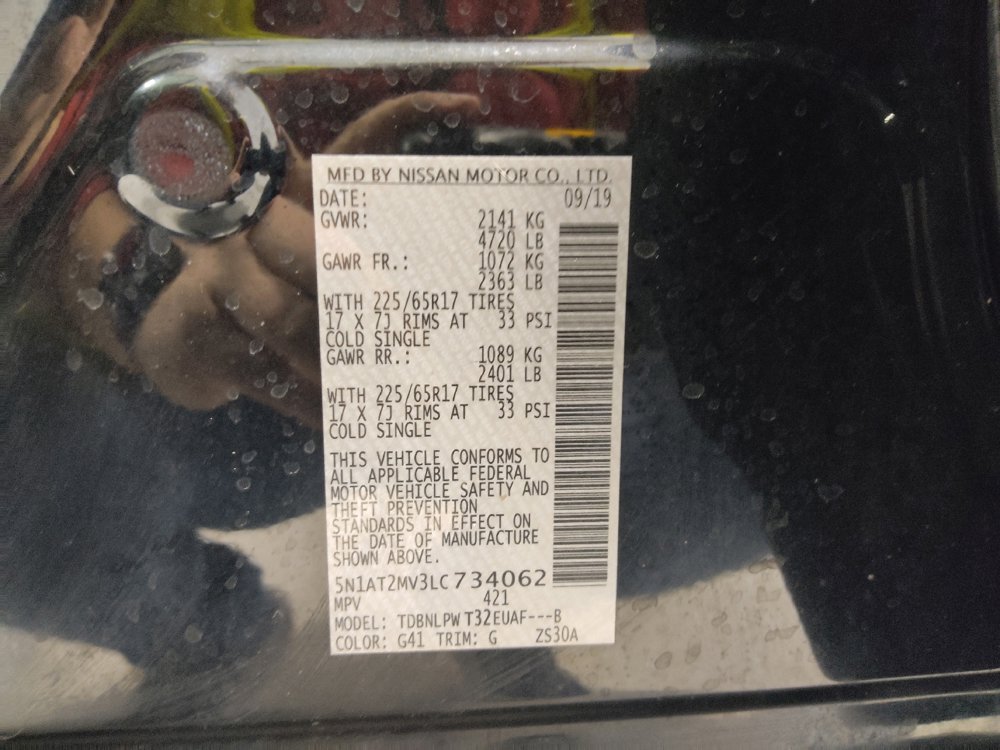 MFD BY NISSAN MOTOR CO., LTD.
DATE: 09/19
GVWR: 2141 KG
4720 LB
GAWR FR.: 1072 KG
2363 LB
WITH 225/65R17 TIRES
17 X 7J RIMS AT 33 PSI
COLD SINGLE
GAWR RR.: 1089 KG
2401 LB
WITH 225/65R17 TIRES
17 X 7J RIMS AT 33 PSI
COLD SINGLE
THIS VEHICLE CONFORMS TO
ALL APPLICABLE FEDERAL
MOTOR VEHICLE SAFETY AND
THEFT PREVENTION
STANDARDS IN EFFECT ON
THE DATE OF MANUFACTURE
SHOWN ABOVE.
5N1AT2MV3LC734062
MPV 421
MODEL: TDBNLPW T32EUAF---B
COLOR: G41 TRIM: G ZS30A